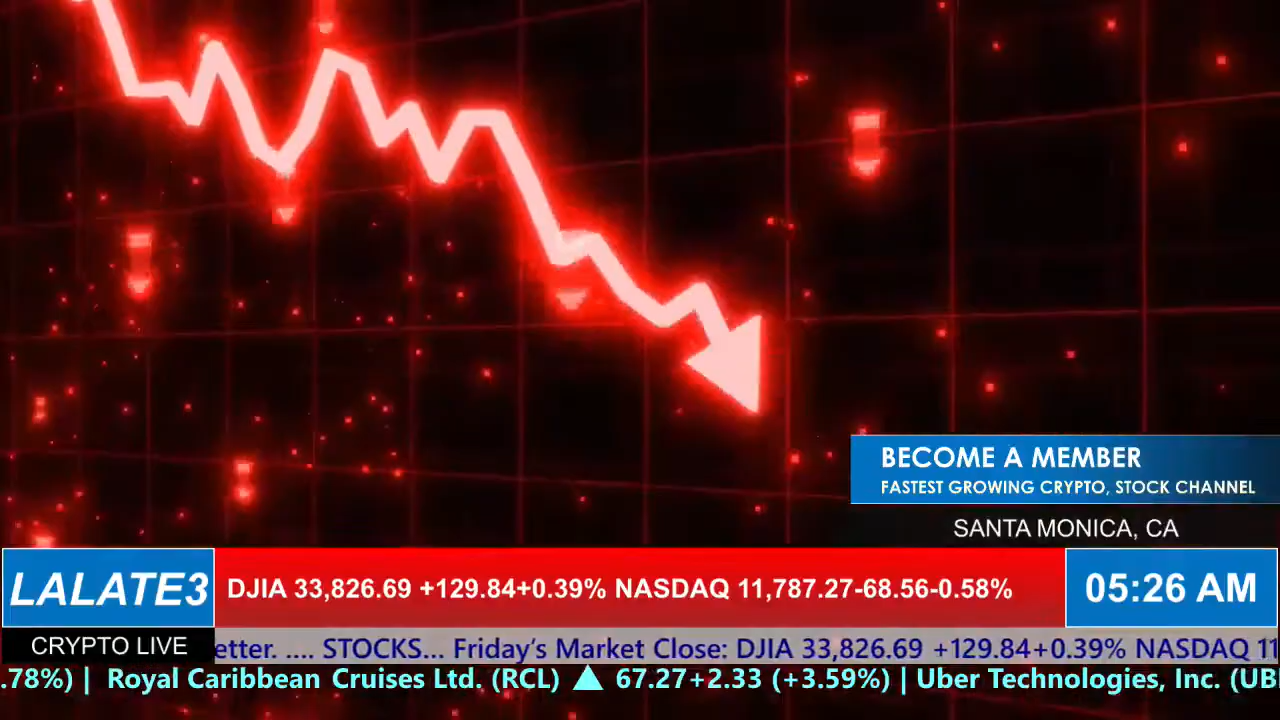 BECOME A MEMBER
FASTEST GROWING CRYPTO, STOCK CHANNEL
SANTA MONICA, CA
LALATE3
DJIA 33,826.69 +129.84+0.39% NASDAQ 11,787.27-68.56-0.58%
05:26 AM
CRYPTO LIVE
etter. .... STOCKS... Friday's Market Close: DJIA 33,826.69 +129.84+0.39% NASDAQ 11
.78%) | Royal Caribbean Cruises Ltd. (RCL) ▲ 67.27+2.33 (+3.59%) | Uber Technologies, Inc. (UB